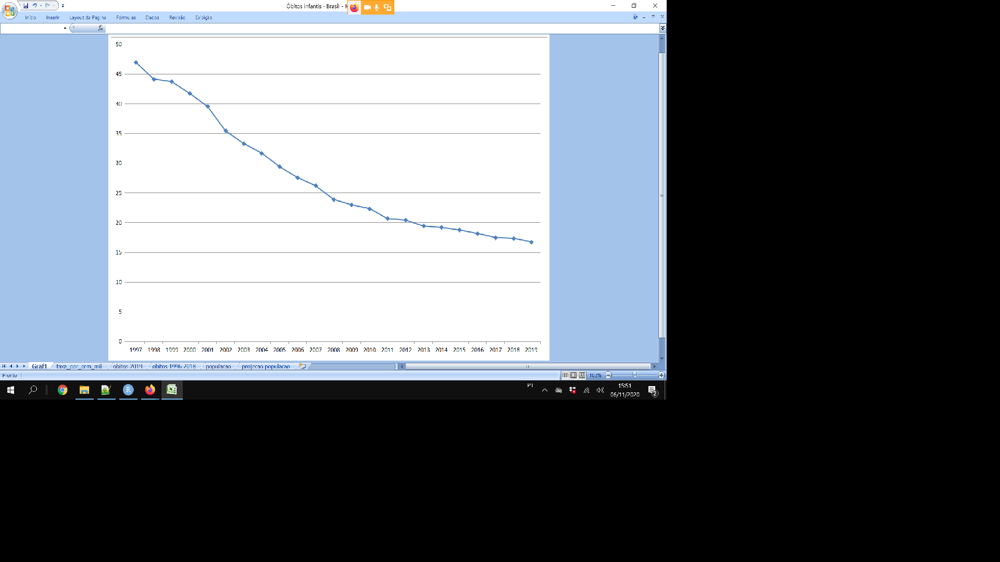 Óbitos infantis - Brasil - M
Início Inserir Layout da Página Fórmulas Dados Revisão Exibição
fx
50
45
40
35
30
25
20
15
10
5
0
1997 1998 1999 2000 2001 2002 2003 2004 2005 2006 2007 2008 2009 2010 2011 2012 2013 2014 2015 2016 2017 2018 2019
Gráf1 taxa_por_cem_mil obitos 2019 obitos 1996 2018 populacao projecao populacao
Pronto 102%
PT 15:51
06/11/2020 2